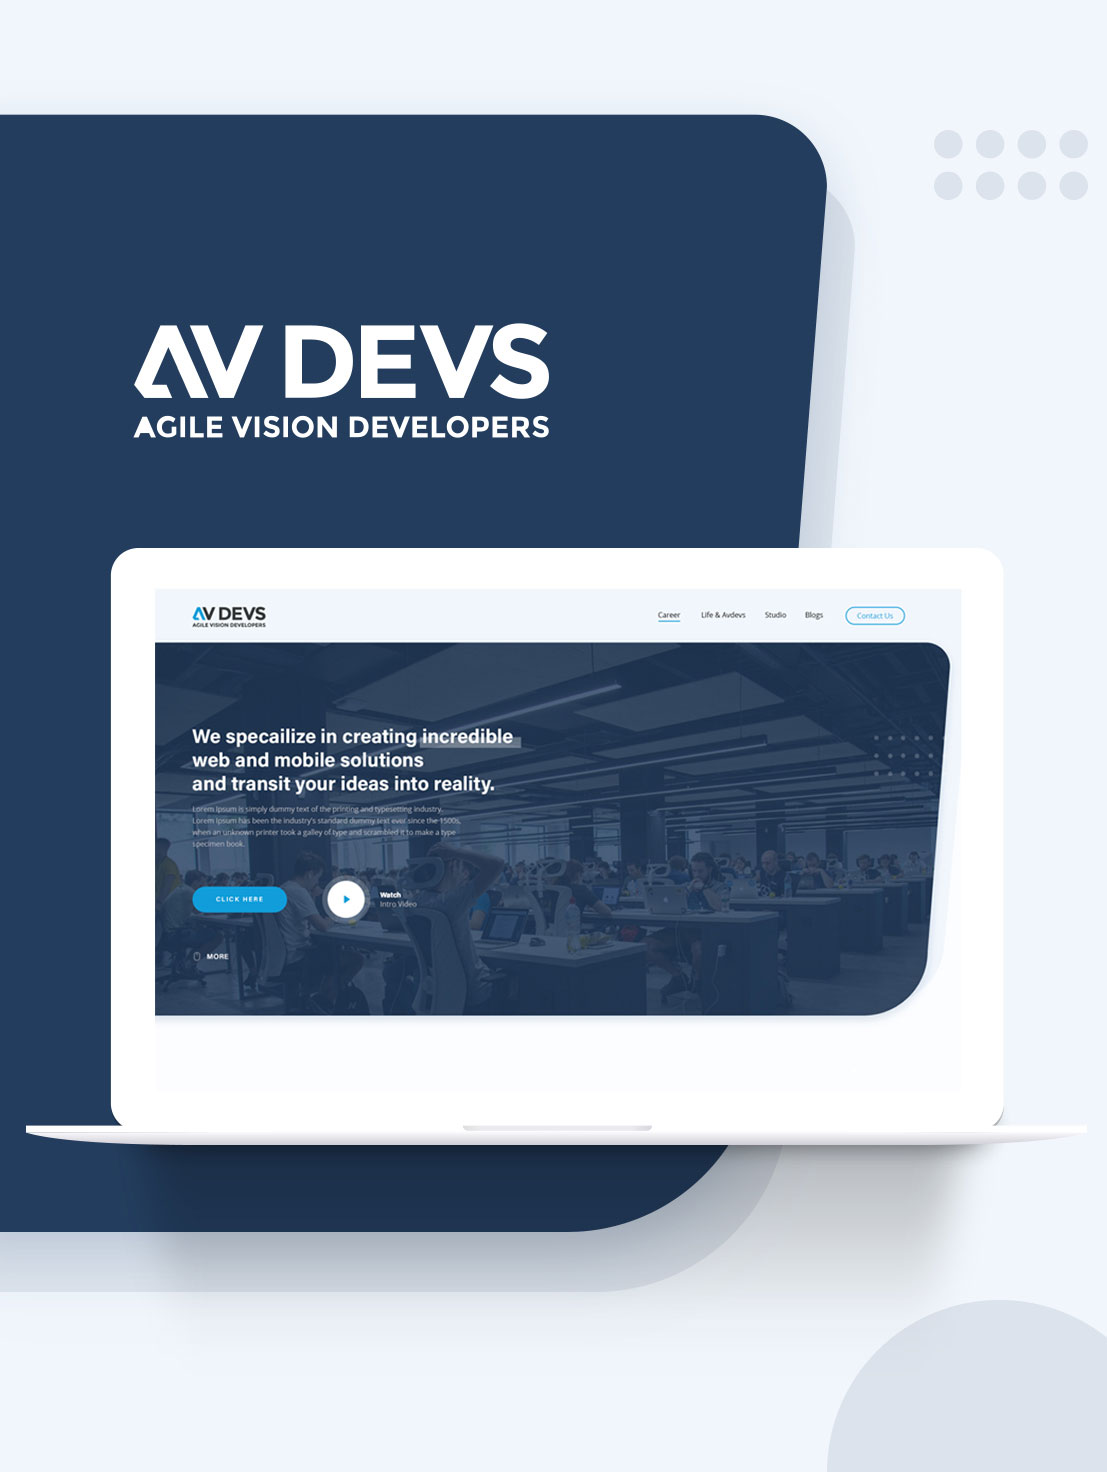 AV DEVS
AGILE VISION DEVELOPERS
AV DEVS
AGILE VISION DEVELOPERS
Career Life & Avdevs Studio Blogs Contact Us
We specailize in creating incredible
web and mobile solutions
and transit your ideas into reality.
Lorem Ipsum is simply dummy text of the printing and typesetting industry.
Lorem Ipsum has been the industry's standard dummy text ever since the 1500s,
when an unknown printer took a galley of type and scrambled it to make a type
specimen book.
CLICK HERE
Watch
Intro Video
MORE